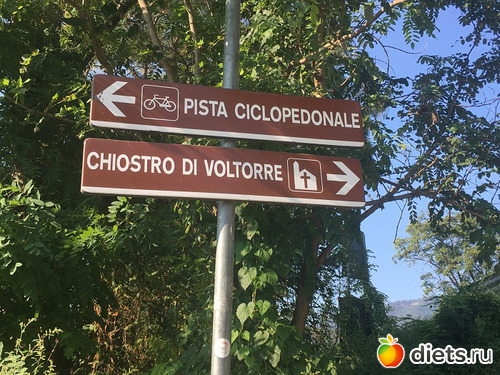 PISTA CICLOPEDONALE
CHIOSTRO DI VOLTORRE
diets.ru